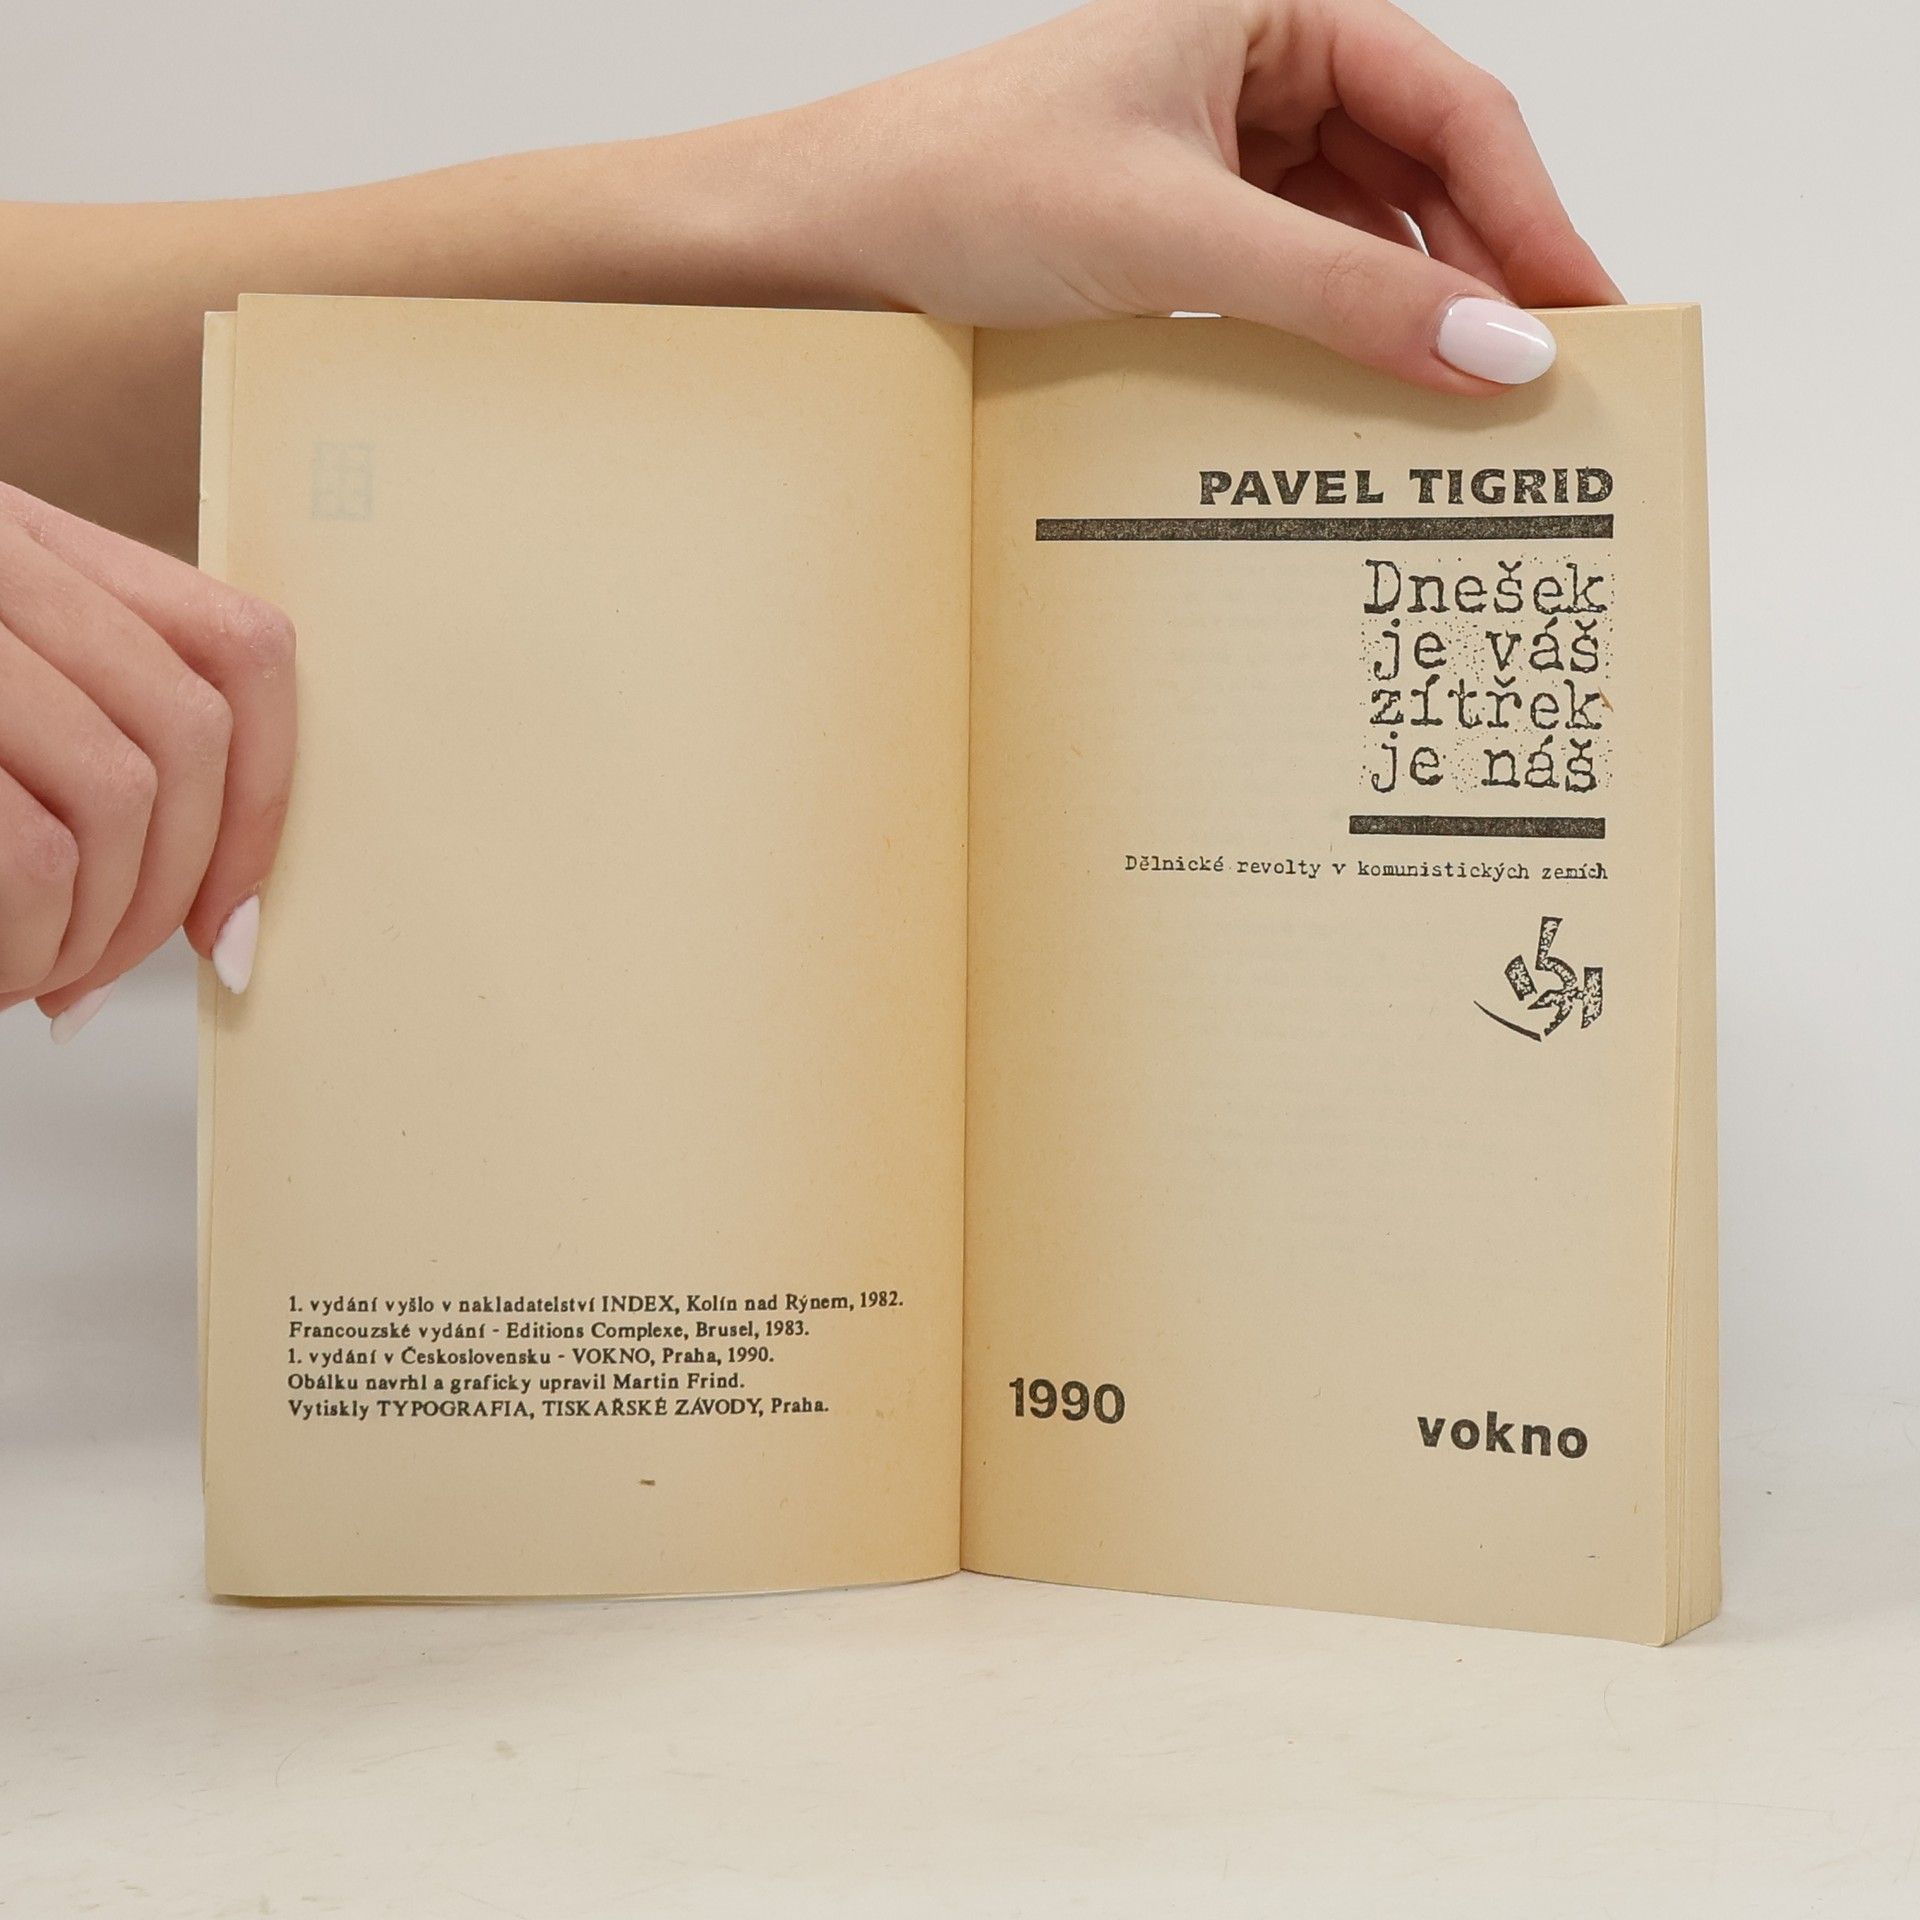 1. vydání vyšlo v nakladatelství INDEX, Kolín nad Rýnem, 1982.
Francouzské vydání - Editions Complexe, Brusel, 1983.
1. vydání v Československu - VOKNO, Praha, 1990.
Obálku navrhl a graficky upravil Martin Frind.
Vytiskly TYPOGRAFIA, TISKAŘSKÉ ZÁVODY, Praha.
PAVEL TIGRID
Dnešek
je váš
zítřek
je náš
Dělnické revolty v komunistických zemích
1990
vokno